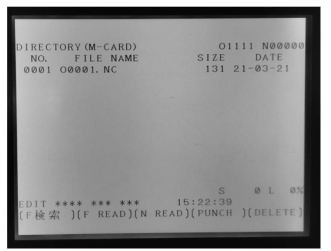 DIRECTORY(M-CARD) O1111 N00000
NO. FILE NAME SIZE DATE
0001 O0001.NC 131 21-03-21
S 0 L 0%
EDIT **** *** *** 15:22:39
(F検索 )(F READ)(N READ)(PUNCH )(DELETE)